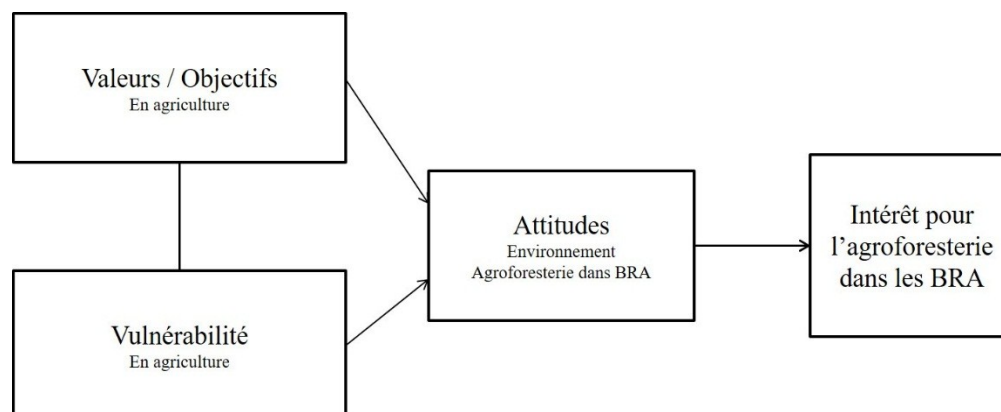 Valeurs / Objectifs
En agriculture
Vulnérabilité
En agriculture
Attitudes
Environnement
Agroforesterie dans BRA
Intérêt pour
l’agroforesterie
dans les BRA